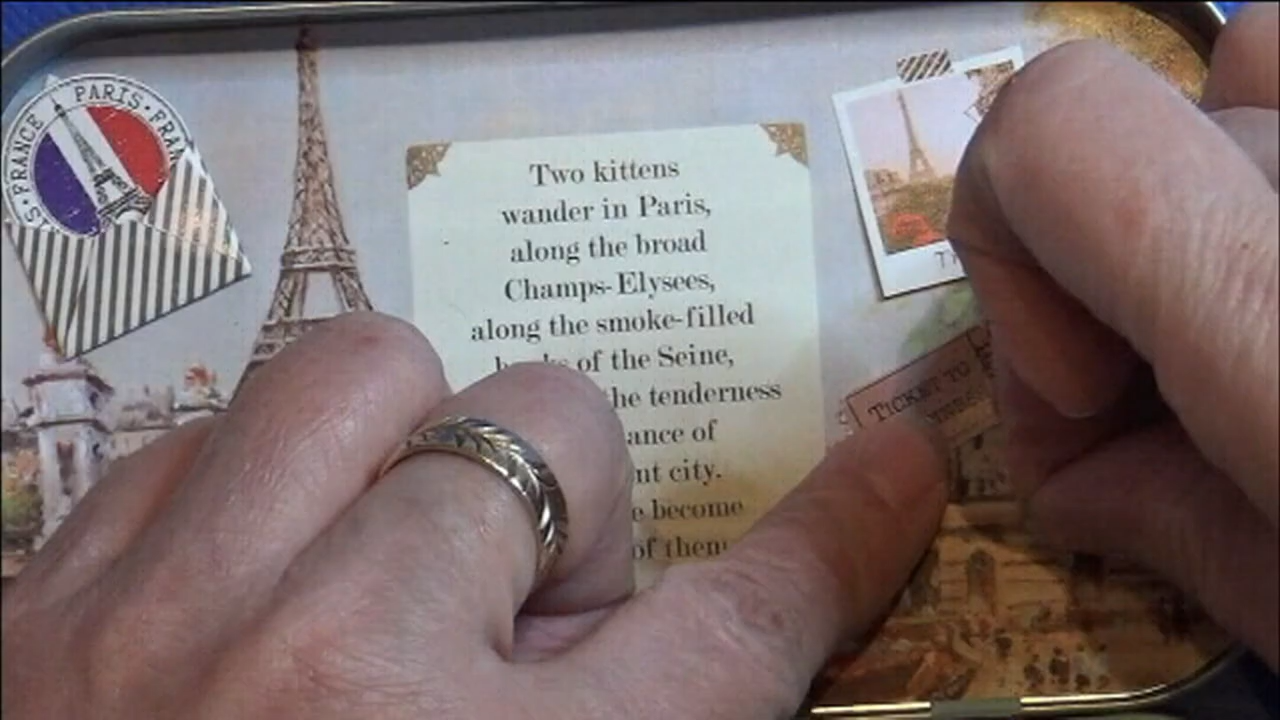 PARIS · FRAN
S · FRANCE
Two kittens
wander in Paris,
along the broad
Champs-Elysees,
along the smoke-filled
of the Seine,
the tenderness
of
city.
become
of them
TICKET TO